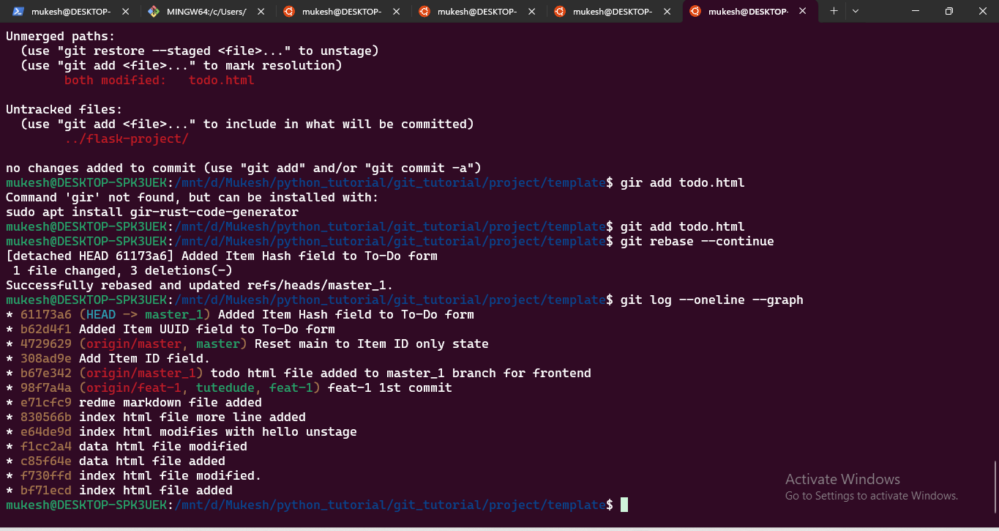 mukesh@DESKTOP-
MINGW64:/c/Users/
mukesh@DESKTOP-
mukesh@DESKTOP-
mukesh@DESKTOP-
mukesh@DESKTOP-
Unmerged paths:
  (use "git restore --staged <file>..." to unstage)
  (use "git add <file>..." to mark resolution)
        both modified:   todo.html

Untracked files:
  (use "git add <file>..." to include in what will be committed)
        ../flask-project/

no changes added to commit (use "git add" and/or "git commit -a")
mukesh@DESKTOP-SPK3UEK:/mnt/d/Mukesh/python_tutorial/git_tutorial/project/template$ gir add todo.html
Command 'gir' not found, but can be installed with:
sudo apt install gir-rust-code-generator
mukesh@DESKTOP-SPK3UEK:/mnt/d/Mukesh/python_tutorial/git_tutorial/project/template$ git add todo.html
mukesh@DESKTOP-SPK3UEK:/mnt/d/Mukesh/python_tutorial/git_tutorial/project/template$ git rebase --continue
[detached HEAD 61173a6] Added Item Hash field to To-Do form
 1 file changed, 3 deletions(-)
Successfully rebased and updated refs/heads/master_1.
mukesh@DESKTOP-SPK3UEK:/mnt/d/Mukesh/python_tutorial/git_tutorial/project/template$ git log --oneline --graph
* 61173a6 (HEAD -> master_1) Added Item Hash field to To-Do form
* b62d4f1 Added Item UUID field to To-Do form
* 4729629 (origin/master, master) Reset main to Item ID only state
* 308ad9e Add Item ID field.
* b67e342 (origin/master_1) todo html file added to master_1 branch for frontend
* 98f7a4a (origin/feat-1, tutedude, feat-1) feat-1 1st commit
* e71cfc9 redme markdown file added
* 830566b index html file more line added
* e64de9d index html modifies with hello unstage
* f1cc2a4 data html file modified
* c85f64e data html file added
* f730ffd index html file modified.
* bf71ecd index html file added
mukesh@DESKTOP-SPK3UEK:/mnt/d/Mukesh/python_tutorial/git_tutorial/project/template$
Activate Windows
Go to Settings to activate Windows.